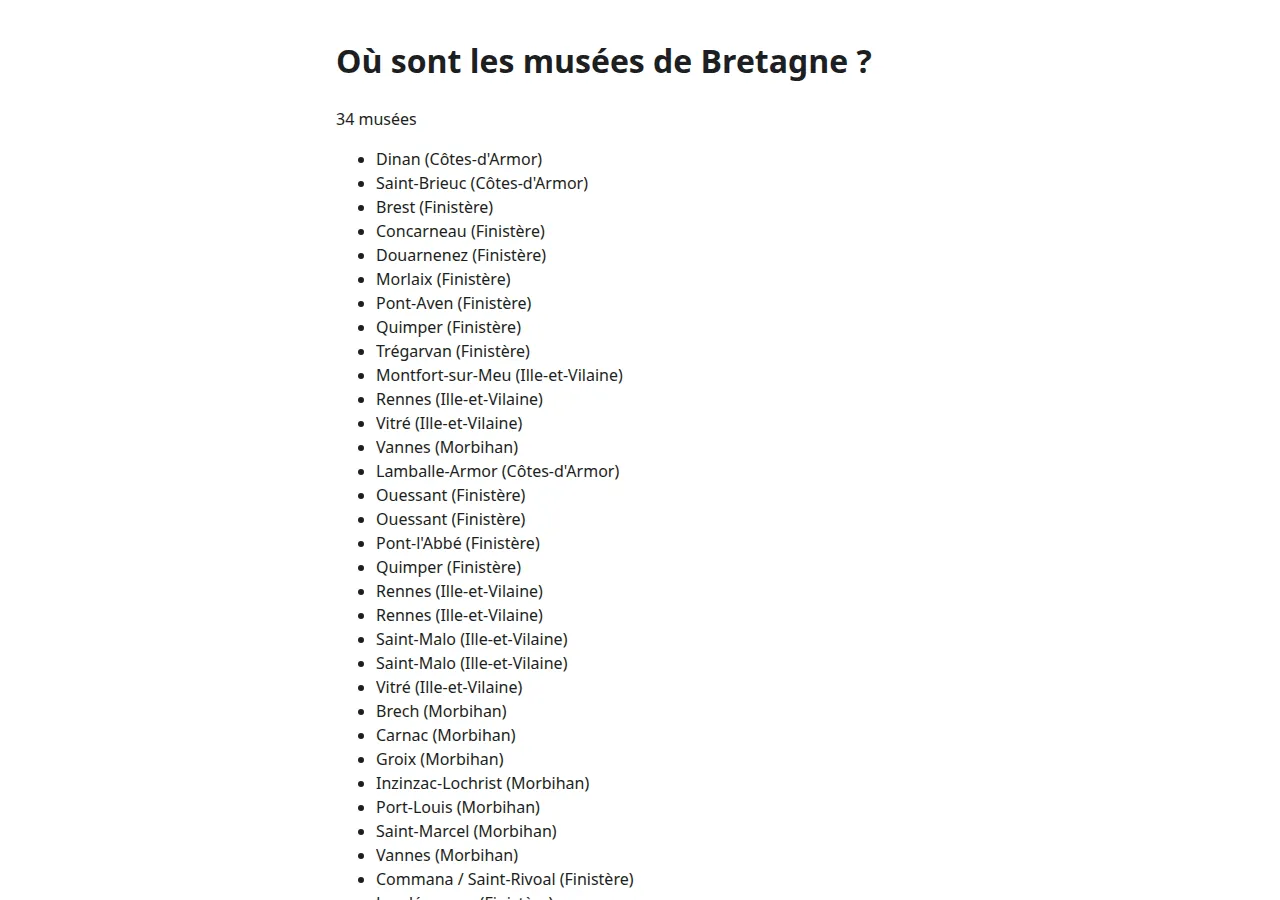 Où sont les musées de Bretagne ?
34 musées
Dinan (Côtes-d'Armor)
Saint-Brieuc (Côtes-d'Armor)
Brest (Finistère)
Concarneau (Finistère)
Douarnenez (Finistère)
Morlaix (Finistère)
Pont-Aven (Finistère)
Quimper (Finistère)
Trégarvan (Finistère)
Montfort-sur-Meu (Ille-et-Vilaine)
Rennes (Ille-et-Vilaine)
Vitré (Ille-et-Vilaine)
Vannes (Morbihan)
Lamballe-Armor (Côtes-d'Armor)
Ouessant (Finistère)
Ouessant (Finistère)
Pont-l'Abbé (Finistère)
Quimper (Finistère)
Rennes (Ille-et-Vilaine)
Rennes (Ille-et-Vilaine)
Saint-Malo (Ille-et-Vilaine)
Saint-Malo (Ille-et-Vilaine)
Vitré (Ille-et-Vilaine)
Brech (Morbihan)
Carnac (Morbihan)
Groix (Morbihan)
Inzinzac-Lochrist (Morbihan)
Port-Louis (Morbihan)
Saint-Marcel (Morbihan)
Vannes (Morbihan)
Commana / Saint-Rivoal (Finistère)